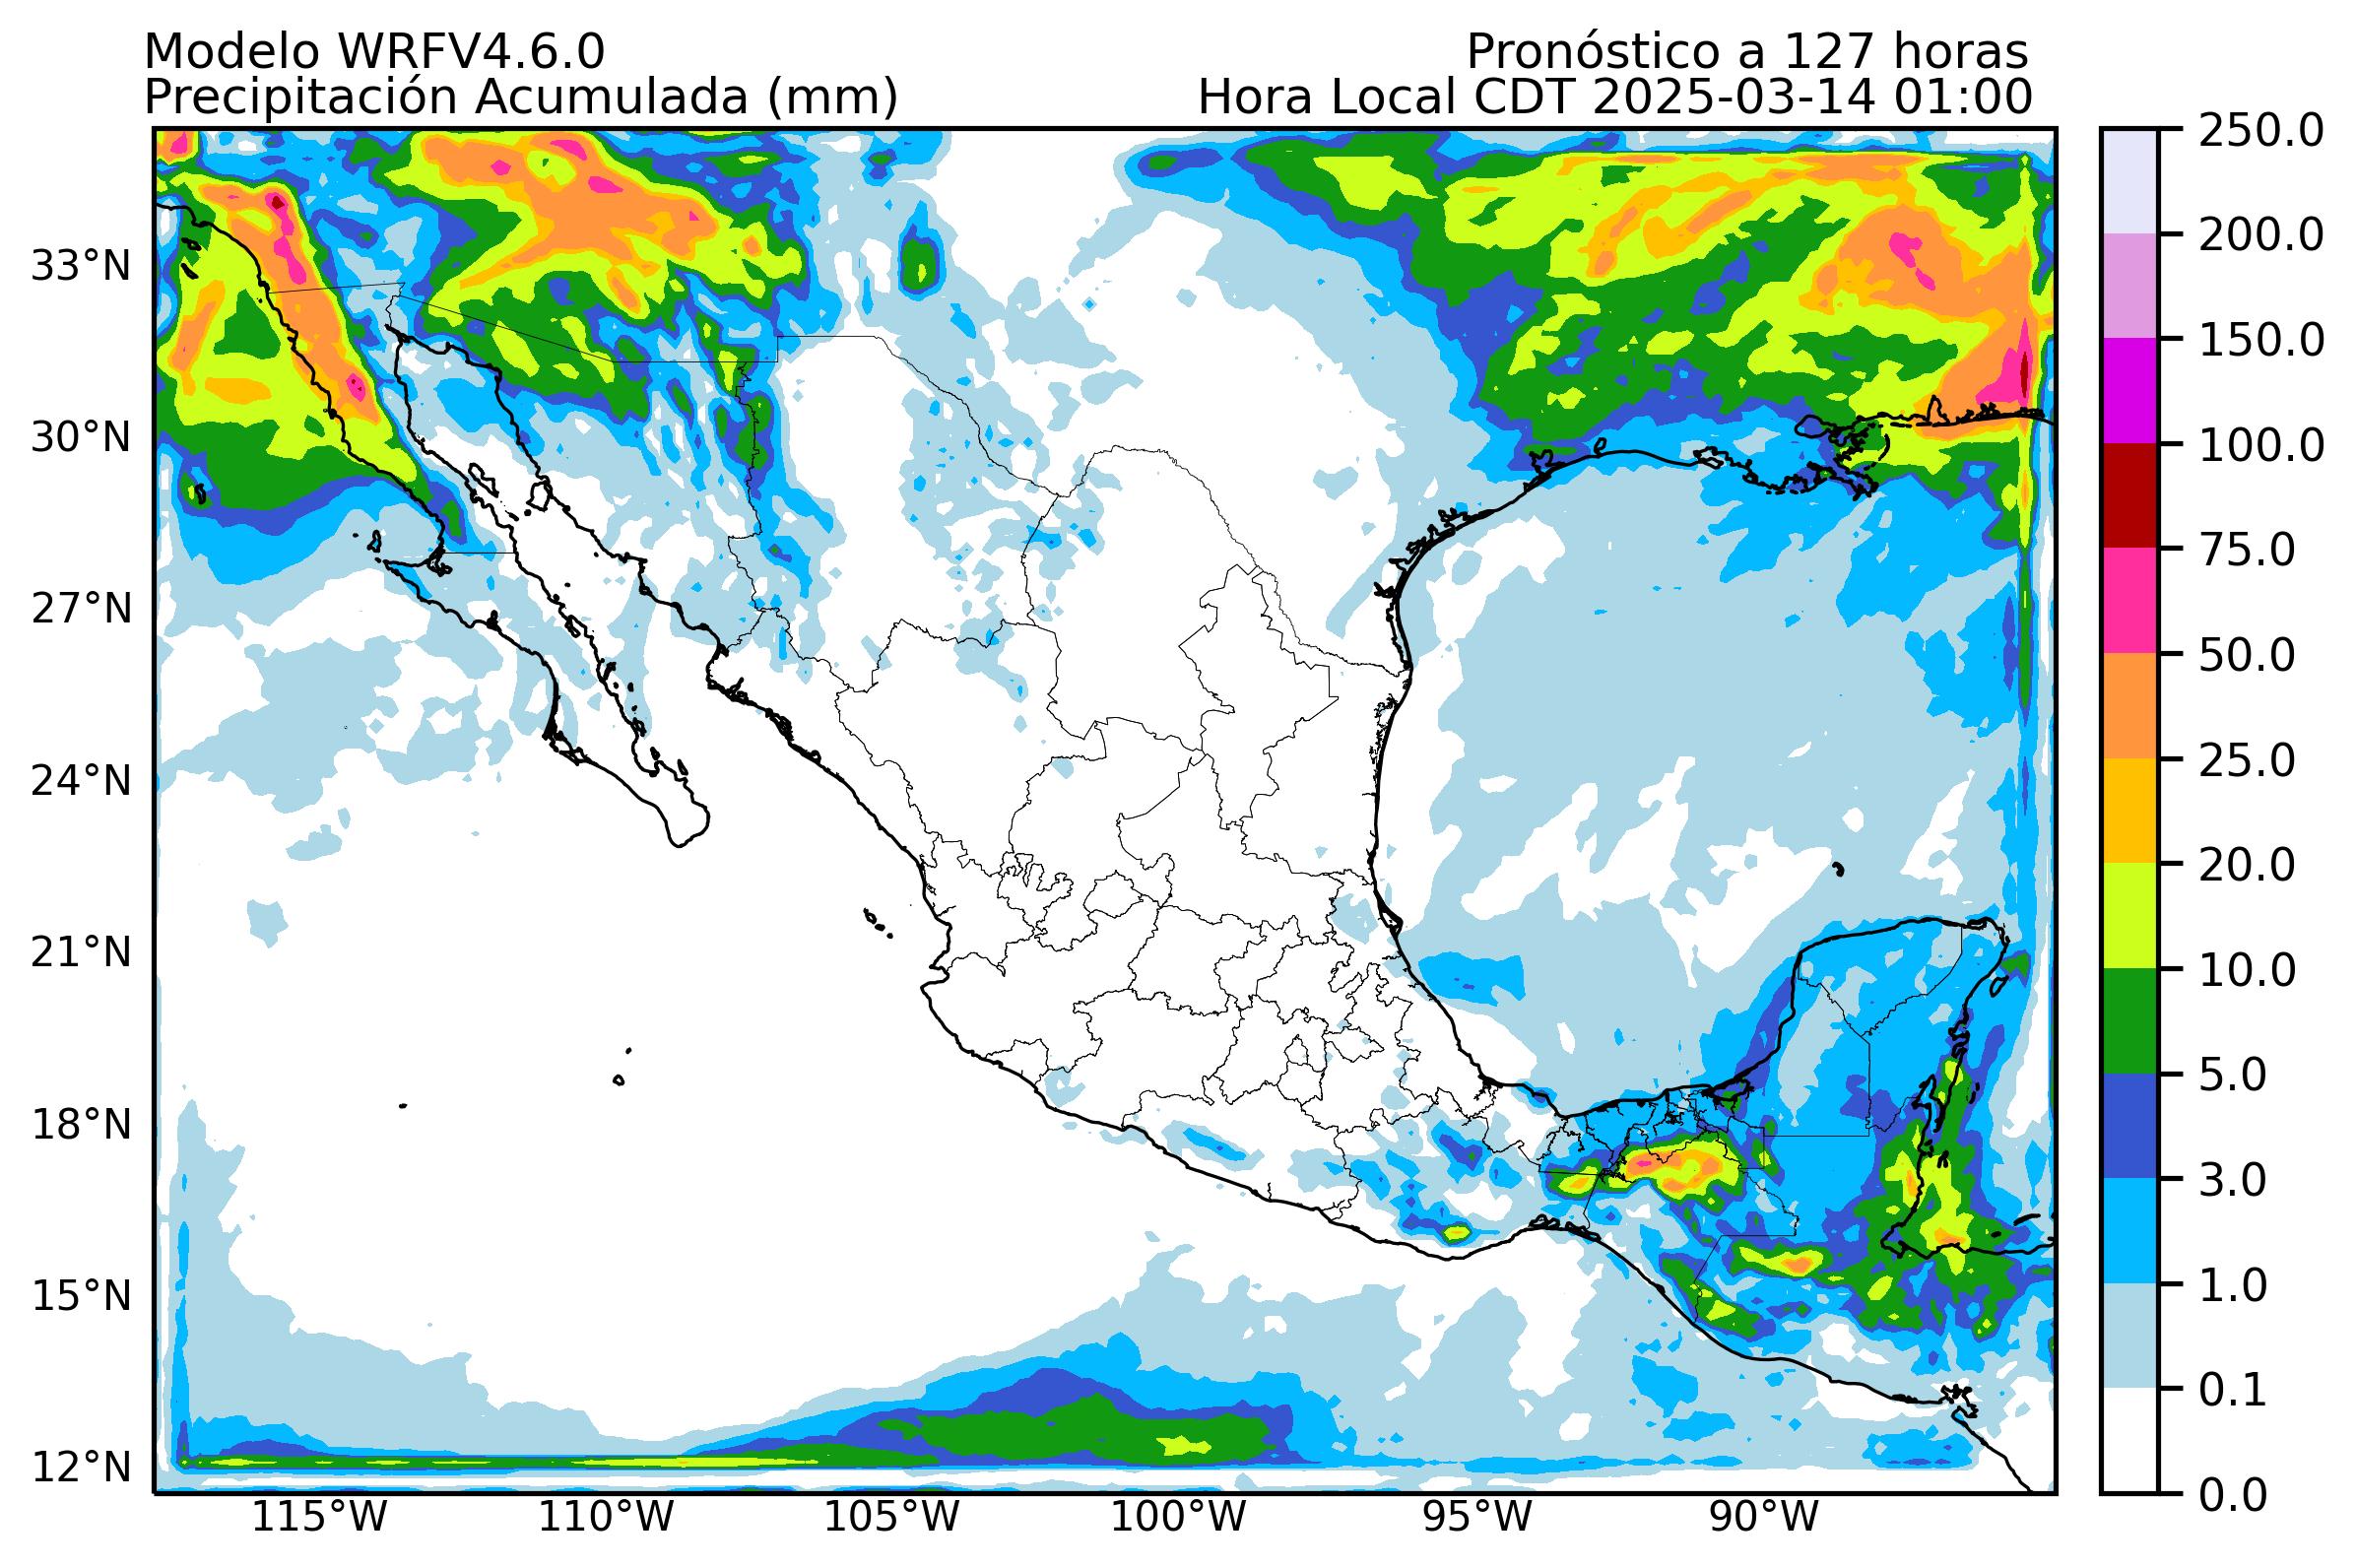 Modelo WRFV4.6.0
Pronóstico a 127 horas
Precipitación Acumulada (mm)
Hora Local CDT 2025-03-14 01:00
33°N
30°N
27°N
24°N
21°N
18°N
15°N
12°N
115°W
110°W
105°W
100°W
95°W
90°W
250.0
200.0
150.0
100.0
75.0
50.0
25.0
20.0
10.0
5.0
3.0
1.0
0.1
0.0